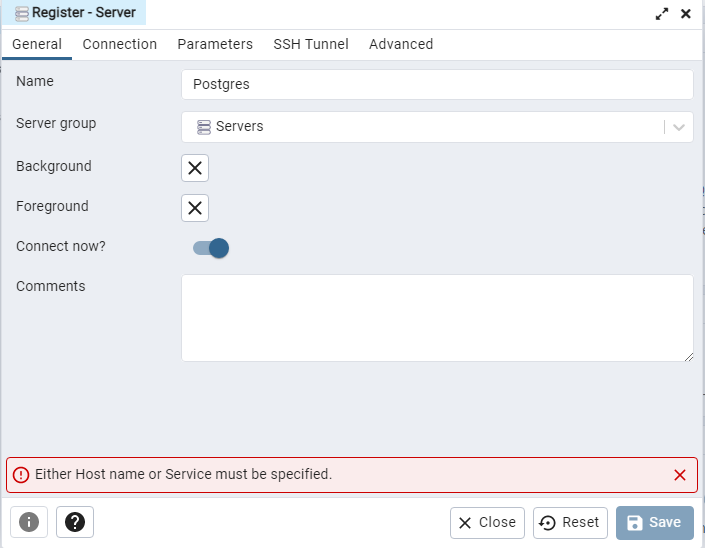 Register - Server
General Connection Parameters SSH Tunnel Advanced
Name Postgres
Server group Servers
Background
Foreground
Connect now?
Comments
Either Host name or Service must be specified.
Close Reset Save